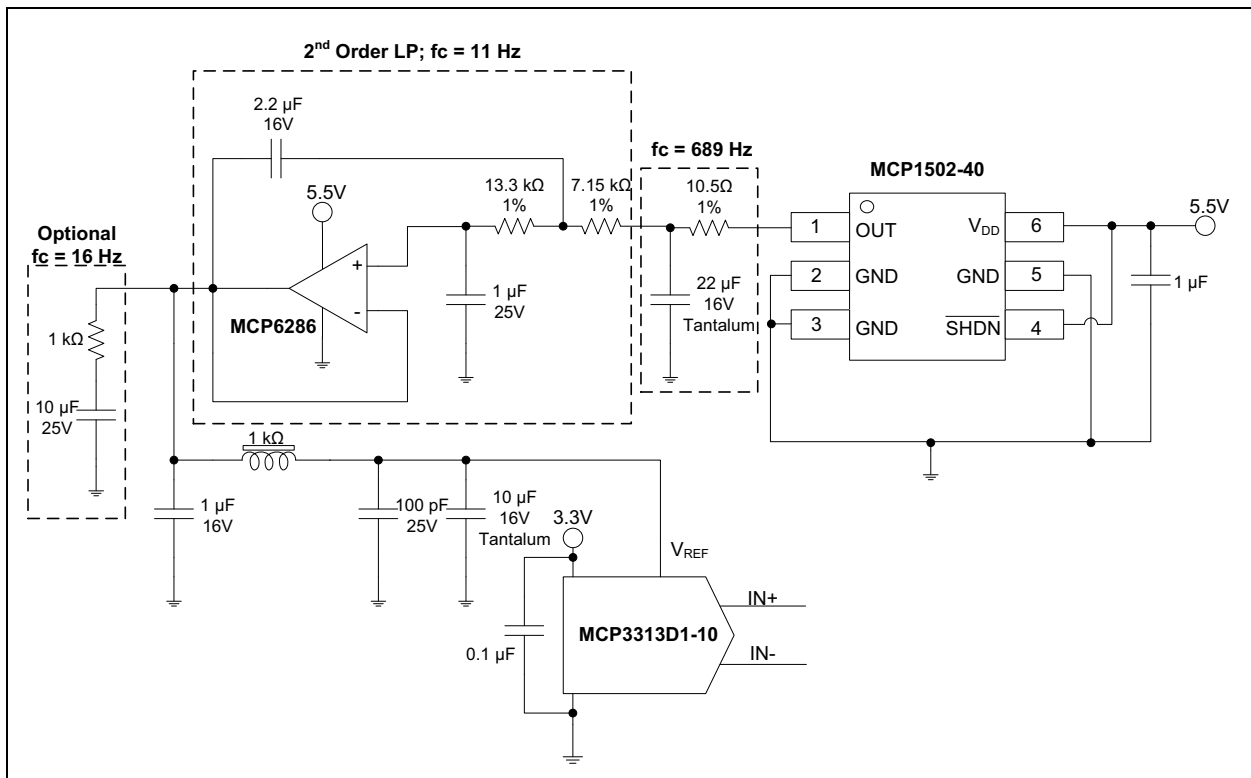 2nd Order LP; fc = 11 Hz
2.2 µF
16V
5.5V
13.3 kΩ
1%
7.15 kΩ
1%
fc = 689 Hz
10.5Ω
1%
MCP1502-40
1
OUT
VDD
6
5.5V
2
GND
GND
5
3
GND
SHDN
4
1 µF
Optional
fc = 16 Hz
1 kΩ
10 µF
25V
+
-
MCP6286
1 µF
25V
22 µF
16V
Tantalum
1 kΩ
1 µF
16V
100 pF
25V
10 µF
16V
Tantalum
3.3V
VREF
0.1 µF
MCP3313D1-10
IN+
IN-